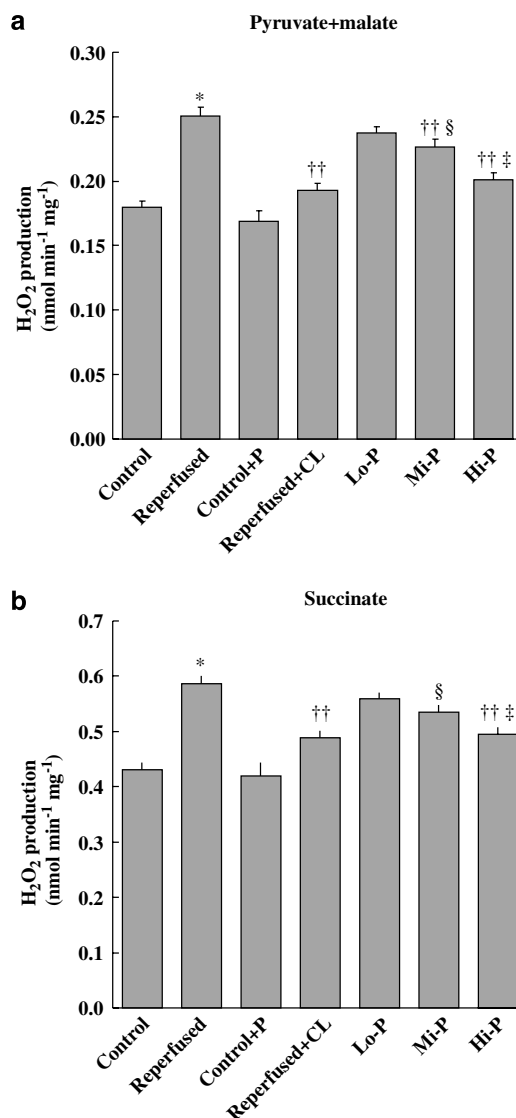 a
Pyruvate+malate
H₂O₂ production
(nmol min⁻¹ mg⁻¹)
0.30
0.25
0.20
0.15
0.10
0.05
0.00
*
††
†† §
†† ‡
Control
Reperfused
Control+P
Reperfused+CL
Lo-P
Mi-P
Hi-P
b
Succinate
H₂O₂ production
(nmol min⁻¹ mg⁻¹)
0.7
0.6
0.5
0.4
0.3
0.2
0.1
0.0
*
††
§
†† ‡
Control
Reperfused
Control+P
Reperfused+CL
Lo-P
Mi-P
Hi-P